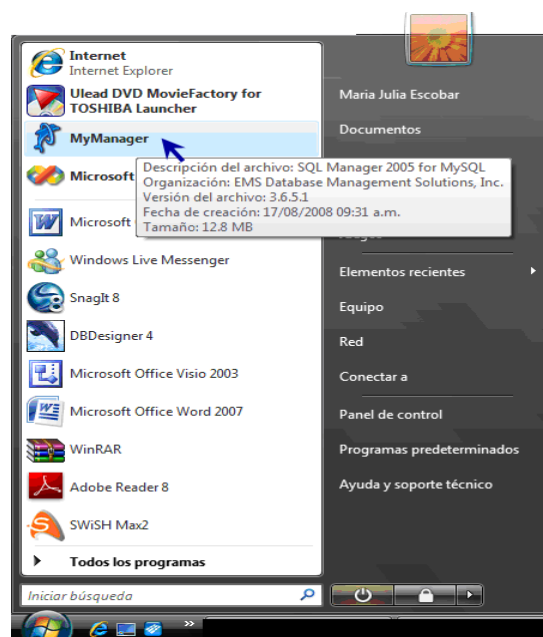 Internet
Internet Explorer
Ulead DVD MovieFactory for
TOSHIBA Launcher
MyManager
Microsoft
Descripción del archivo: SQL Manager 2005 for MySQL
Organización: EMS Database Management Solutions, Inc.
Versión del archivo: 3.6.5.1
Fecha de creación: 17/08/2008 09:31 a.m.
Tamaño: 12.8 MB
Microsoft
Windows Live Messenger
SnagIt 8
DBDesigner 4
Microsoft Office Visio 2003
Microsoft Office Word 2007
WinRAR
Adobe Reader 8
SWiSH Max2
Todos los programas
Iniciar búsqueda
Maria Julia Escobar
Documentos
Elementos recientes
Equipo
Red
Conectar a
Panel de control
Programas predeterminados
Ayuda y soporte técnico